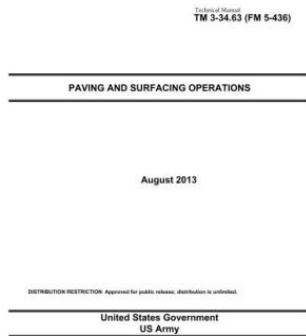 Technical Manual
TM 3-34.63 (FM 5-436)
PAVING AND SURFACING OPERATIONS
August 2013
DISTRIBUTION RESTRICTION: Approved for public release, distribution is unlimited.
United States Government
US Army